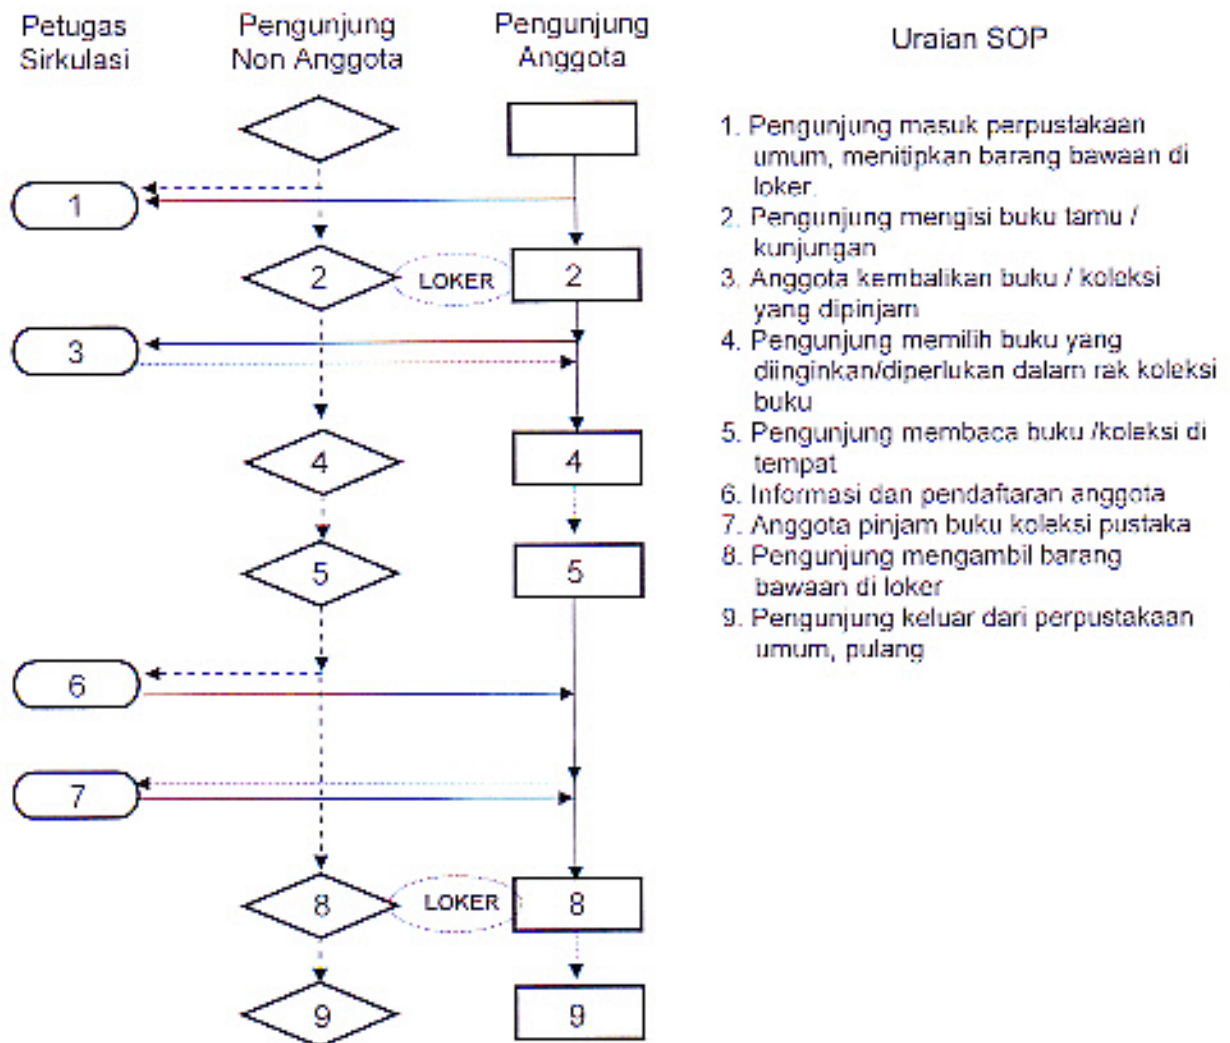 Petugas
Sirkulasi
Pengunjung
Non Anggota
Pengunjung
Anggota
Uraian SOP
1
2
LOKER
2
3
4
4
5
5
6
7
8
LOKER
8
9
9
1. Pengunjung masuk perpustakaan
umum, menitipkan barang bawaan di
loker.
2. Pengunjung mengisi buku tamu /
kunjungan
3. Anggota kembalikan buku / koleksi
yang dipinjam
4. Pengunjung memilih buku yang
diinginkan/diperlukan dalam rak koleksi
buku
5. Pengunjung membaca buku /koleksi di
tempat
6. Informasi dan pendaftaran anggota
7. Anggota pinjam buku koleksi pustaka
8. Pengunjung mengambil barang
bawaan di loker
9. Pengunjung keluar dari perpustakaan
umum, pulang